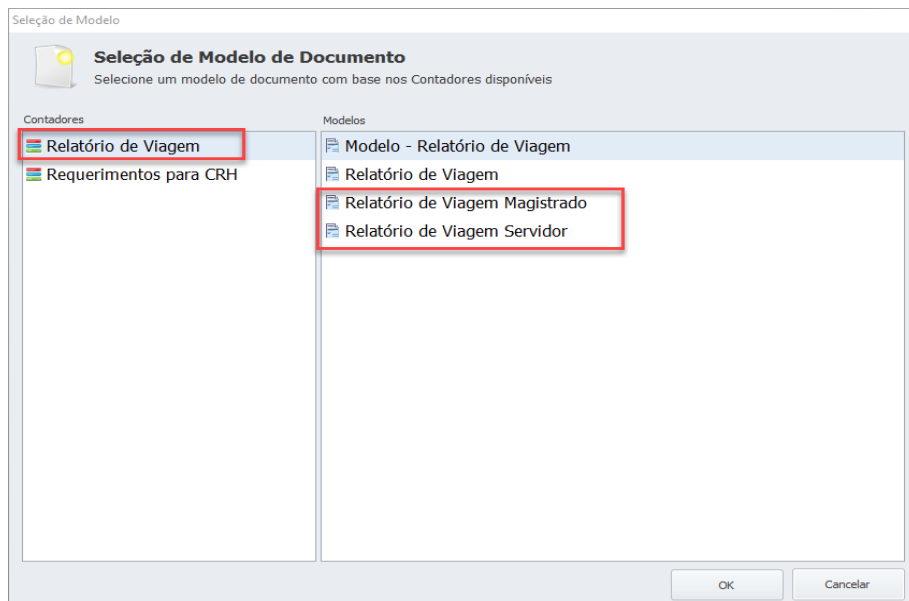 Seleção de Modelo
Seleção de Modelo de Documento
Selecione um modelo de documento com base nos Contadores disponíveis
Contadores
Modelos
Relatório de Viagem
Requerimentos para CRH
Modelo - Relatório de Viagem
Relatório de Viagem
Relatório de Viagem Magistrado
Relatório de Viagem Servidor
OK
Cancelar